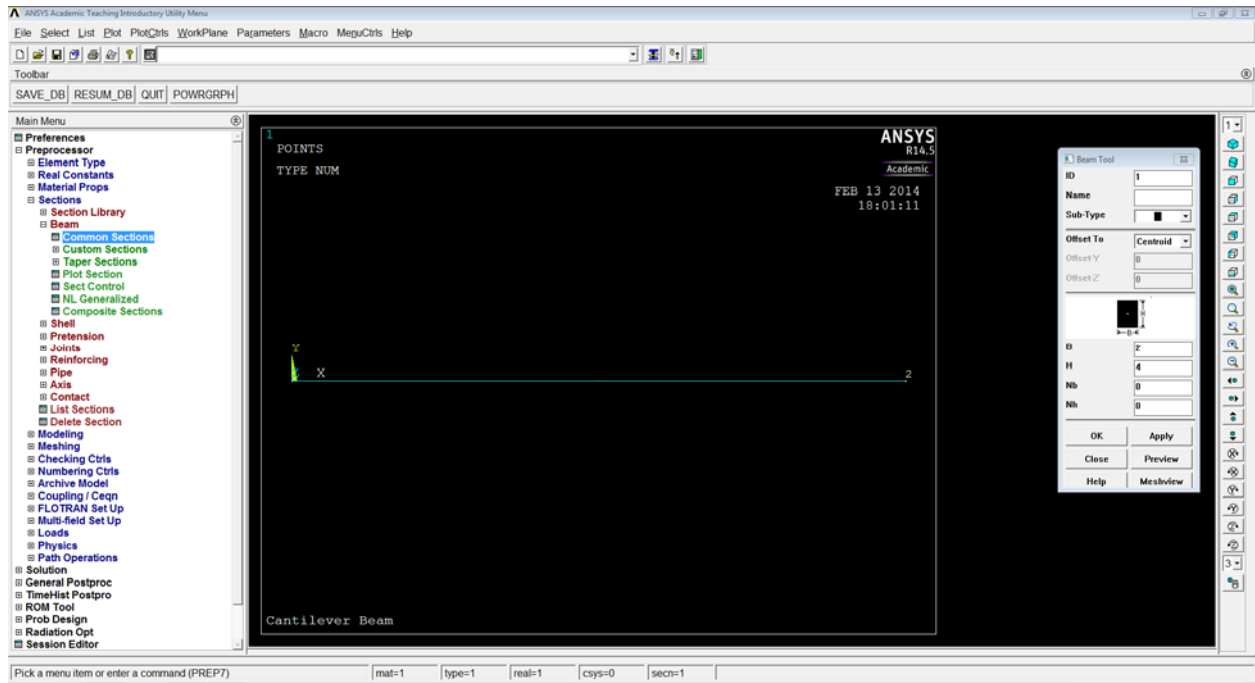 ANSYS Academic Teaching Introductory Utility Menu
File Select List Plot PlotCtrls WorkPlane Parameters Macro MenuCtrls Help
Toolbar
SAVE_DB RESUM_DB QUIT POWRGRPH
Main Menu
Preferences
Preprocessor
Element Type
Real Constants
Material Props
Sections
Section Library
Beam
Common Sections
Custom Sections
Taper Sections
Plot Section
Sect Control
NL Generalized
Composite Sections
Shell
Pretension
Joints
Reinforcing
Pipe
Axis
Contact
List Sections
Delete Section
Modeling
Meshing
Checking Ctrls
Numbering Ctrls
Archive Model
Coupling / Ceqn
FLOTRAN Set Up
Multi-field Set Up
Loads
Physics
Path Operations
Solution
General Postproc
TimeHist Postpro
ROM Tool
Prob Design
Radiation Opt
Session Editor
1
POINTS
TYPE NUM
ANSYS
R14.5
Academic
FEB 13 2014
18:01:11
Y
X
2
Cantilever Beam
Beam Tool
ID 1
Name
Sub-Type
Offset To Centroid
Offset-Y 0
Offset-Z 0
H
B
B 2
H 4
Nb 0
Nh 0
OK Apply
Close Preview
Help Meshview
1
3
Pick a menu item or enter a command (PREP7) mat=1 type=1 real=1 csys=0 secn=1